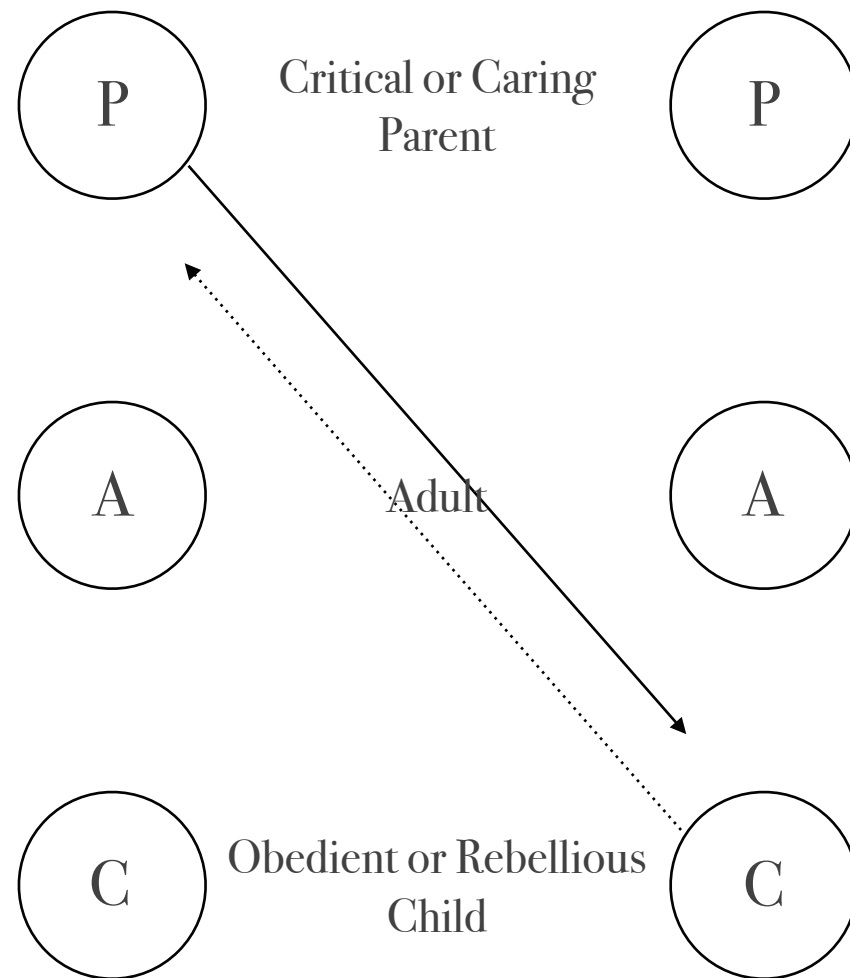 P
Critical or Caring
Parent
P
A
Adult
A
C
Obedient or Rebellious
Child
C